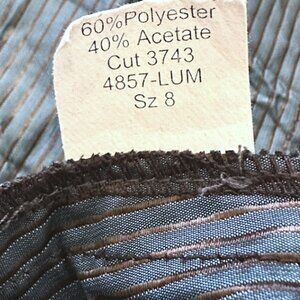 60%Polyester
40% Acetate
Cut 3743
4857-LUM
Sz 8